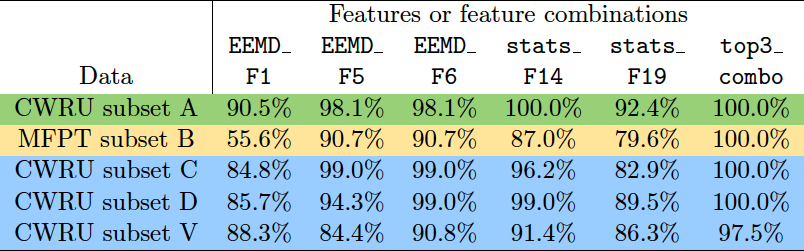 Features or feature combinations
EEMD_ EEMD_ EEMD_ stats_ stats_ top3_
Data F1 F5 F6 F14 F19 combo
CWRU subset A 90.5% 98.1% 98.1% 100.0% 92.4% 100.0%
MFPT subset B 55.6% 90.7% 90.7% 87.0% 79.6% 100.0%
CWRU subset C 84.8% 99.0% 99.0% 96.2% 82.9% 100.0%
CWRU subset D 85.7% 94.3% 99.0% 99.0% 89.5% 100.0%
CWRU subset V 88.3% 84.4% 90.8% 91.4% 86.3% 97.5%